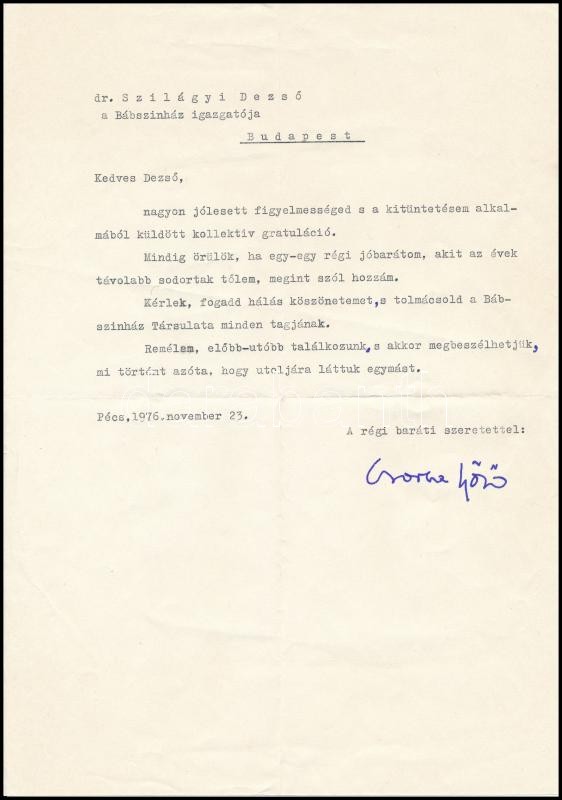 dr. S z i l á g y i  D e z s ő
a Bábszinház igazgatója
B u d a p e s t
Kedves Dezső,
nagyon jólesett figyelmességed s a kitüntetésem alkal-
mából küldött kollektiv gratuláció.
Mindig örülök, ha egy-egy régi jóbarátom, akit az évek
távolabb sodortak tőlem, megint szól hozzám.
Kérlek, fogadd hálás köszönetemet,s tolmácsold a Báb-
szinház Társulata minden tagjának.
Remélem, előbb-utóbb találkozunk,s akkor megbeszélhetjük,
mi történt azóta, hogy utoljára láttuk egymást.
Pécs,1976.november 23.
A régi baráti szeretettel:
Csorba Győző